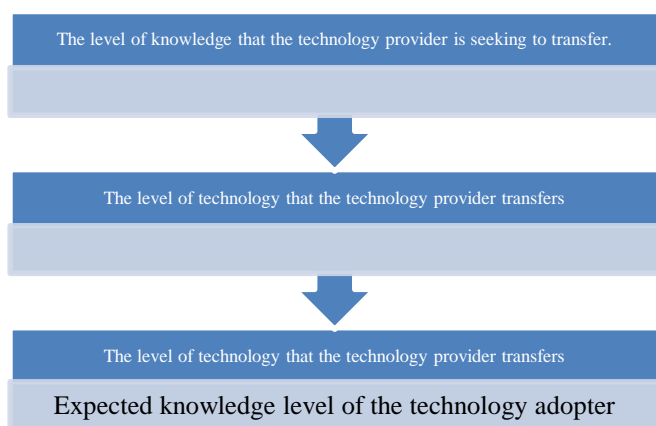 The level of knowledge that the technology provider is seeking to transfer.
The level of technology that the technology provider transfers
The level of technology that the technology provider transfers
Expected knowledge level of the technology adopter